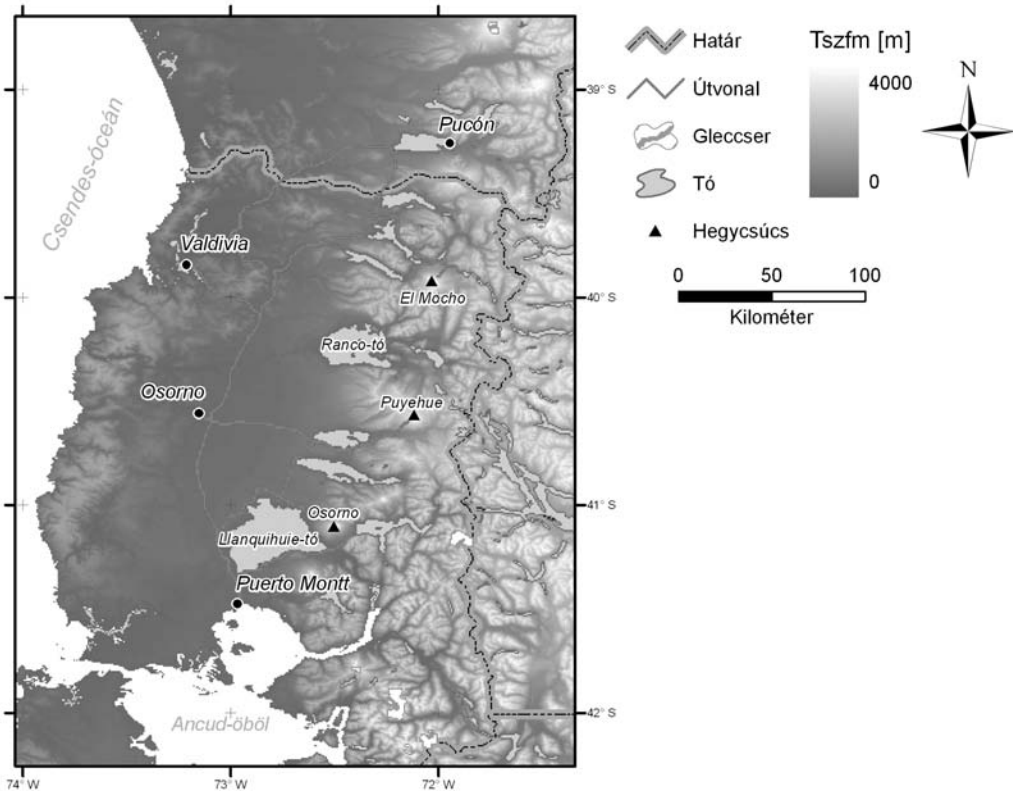 Csendes-óceán
Pucón
Valdivia
El Mocho
Ranco-tó
Osorno
Puyehue
Osorno
Llanquihuie-tó
Puerto Montt
Ancud-öböl
39° S
40° S
41° S
42° S
74° W
73° W
72° W
Határ
Útvonal
Gleccser
Tó
Hegycsúcs
Tszfm [m]
4000
0
N
0 50 100
Kilométer